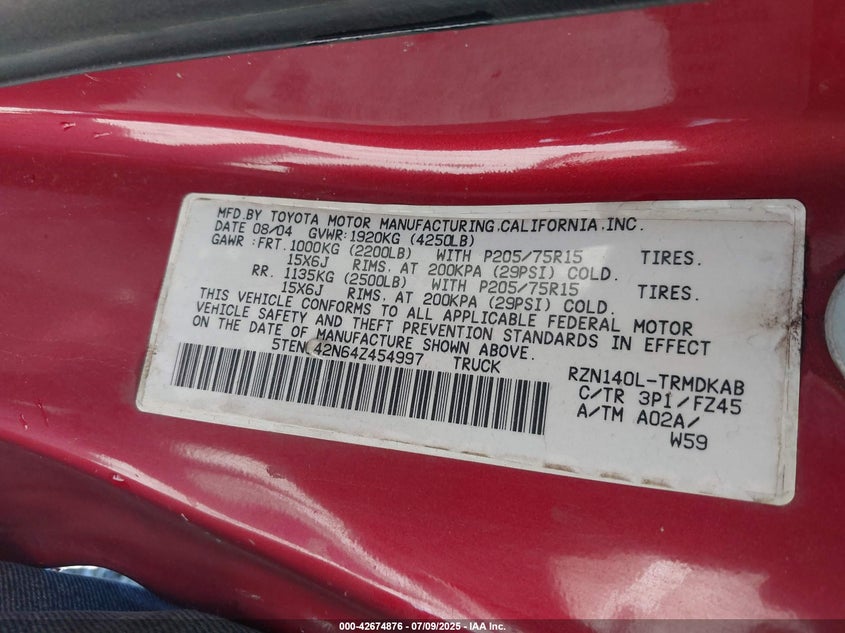 MFD.BY TOYOTA MOTOR MANUFACTURING,CALIFORNIA,INC.
DATE 08/04 GVWR:1920KG (4250LB)
GAWR :FRT.1000KG (2200LB) WITH P205/75R15 TIRES.
15X6J RIMS. AT 200KPA (29PSI) COLD.
RR. 1135KG (2500LB) WITH P205/75R15 TIRES.
15X6J RIMS. AT 200KPA (29PSI) COLD.
THIS VEHICLE CONFORMS TO ALL APPLICABLE FEDERAL MOTOR
VEHICLE SAFETY AND THEFT PREVENTION STANDARDS IN EFFECT
ON THE DATE OF MANUFACTURE SHOWN ABOVE.
5TEN 42N64Z454997 TRUCK
RZN140L-TRMDKAB
C/TR 3P1/FZ45
A/TM A02A/
W59
000-42674876 | 07/09/2025 | IAA Inc.